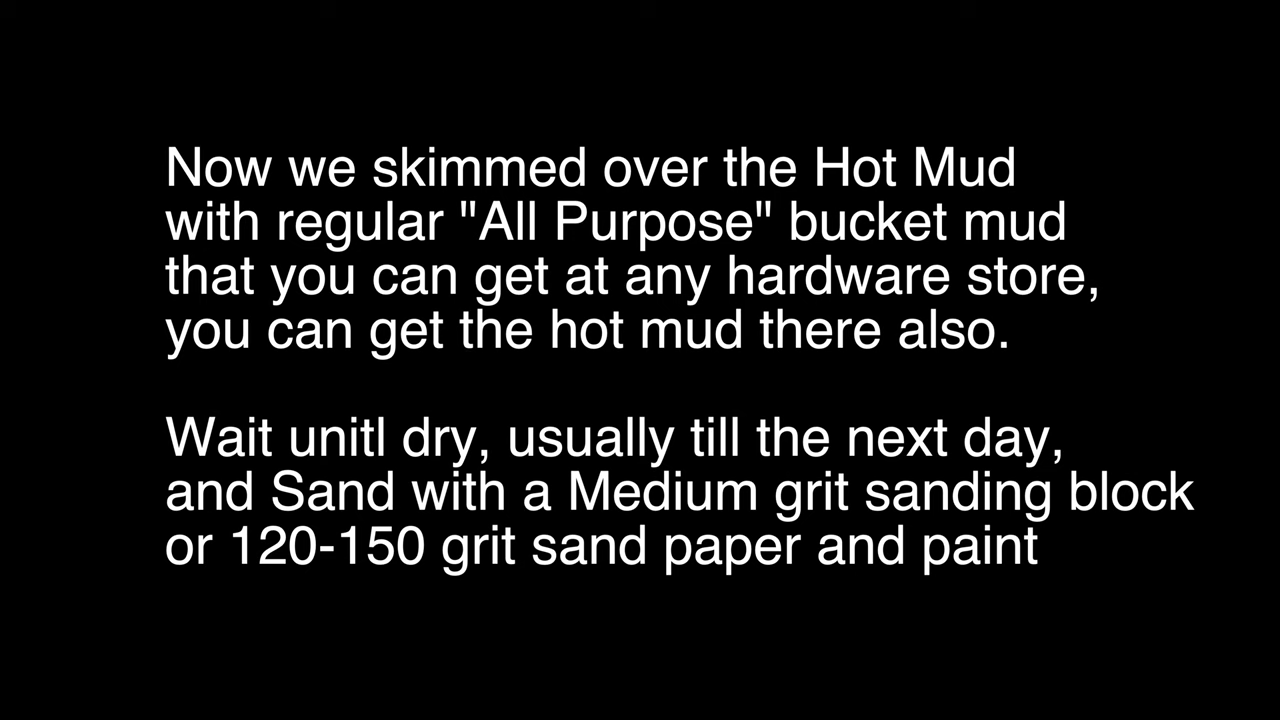 Now we skimmed over the Hot Mud
with regular "All Purpose" bucket mud
that you can get at any hardware store,
you can get the hot mud there also.
Wait unitl dry, usually till the next day,
and Sand with a Medium grit sanding block
or 120-150 grit sand paper and paint